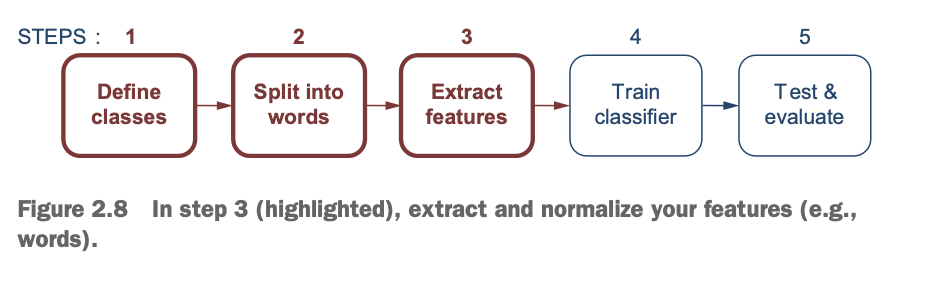 STEPS : 1 2 3 4 5
Define
classes
Split into
words
Extract
features
Train
classifier
Test &
evaluate
Figure 2.8 In step 3 (highlighted), extract and normalize your features (e.g.,
words).